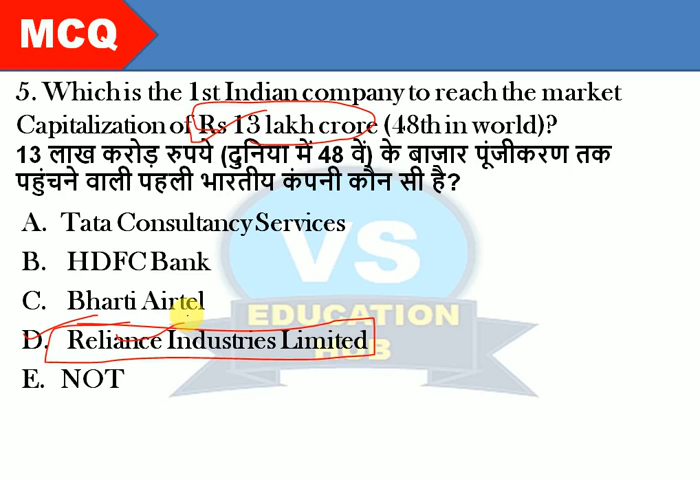 MCQ
5. Which is the 1st Indian company to reach the market
Capitalization of Rs 13 lakh crore (48th in world)?
13 लाख करोड़ रुपये (दुनिया में 48 वें) के बाजार पूंजीकरण तक
पहुंचने वाली पहली भारतीय कंपनी कौन सी है?
A. Tata Consultancy Services
B. HDFC Bank
C. Bharti Airtel
D. Reliance Industries Limited
E. NOT
VS
EDUCATION
HUB